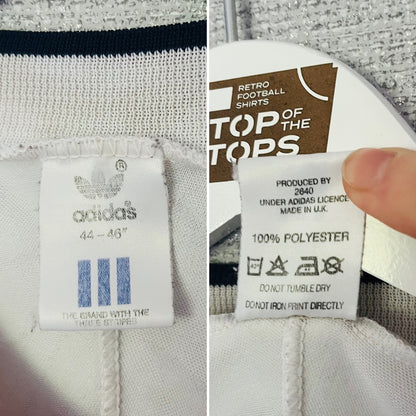 ®
adidas
44-46"
THE BRAND WITH THE
THREE STRIPES
RETRO
FOOTBALL
SHIRTS
TOP OF THE
TOPS
PRODUCED BY
2640
UNDER ADIDAS LICENCE
MADE IN U.K.
100% POLYESTER
40°
DO NOT TUMBLE DRY
DO NOT IRON PRINT DIRECTLY